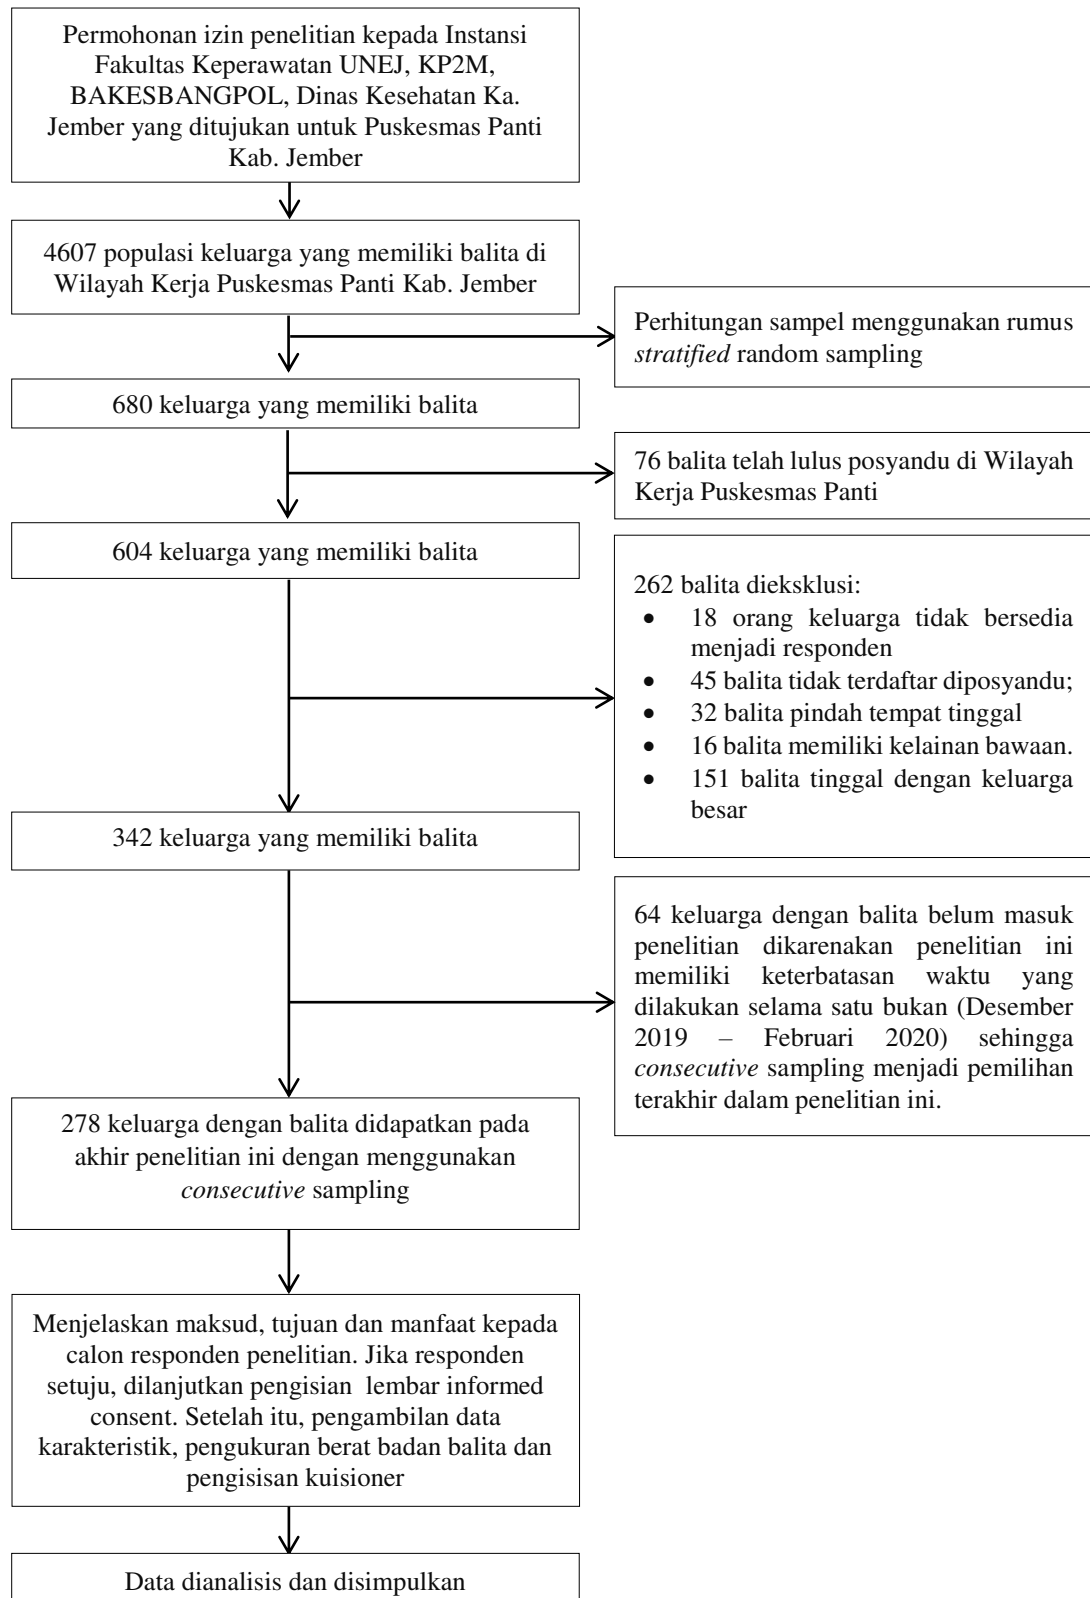 Permohonan izin penelitian kepada Instansi
Fakultas Keperawatan UNEJ, KP2M,
BAKESBANGPOL, Dinas Kesehatan Ka.
Jember yang ditujukan untuk Puskesmas Panti
Kab. Jember
4607 populasi keluarga yang memiliki balita di
Wilayah Kerja Puskesmas Panti Kab. Jember
Perhitungan sampel menggunakan rumus
stratified random sampling
680 keluarga yang memiliki balita
76 balita telah lulus posyandu di Wilayah
Kerja Puskesmas Panti
604 keluarga yang memiliki balita
262 balita dieksklusi:
• 18 orang keluarga tidak bersedia
menjadi responden
• 45 balita tidak terdaftar diposyandu;
• 32 balita pindah tempat tinggal
• 16 balita memiliki kelainan bawaan.
• 151 balita tinggal dengan keluarga
besar
342 keluarga yang memiliki balita
64 keluarga dengan balita belum masuk
penelitian dikarenakan penelitian ini
memiliki keterbatasan waktu yang
dilakukan selama satu bukan (Desember
2019 – Februari 2020) sehingga
consecutive sampling menjadi pemilihan
terakhir dalam penelitian ini.
278 keluarga dengan balita didapatkan pada
akhir penelitian ini dengan menggunakan
consecutive sampling
Menjelaskan maksud, tujuan dan manfaat kepada
calon responden penelitian. Jika responden
setuju, dilanjutkan pengisian lembar informed
consent. Setelah itu, pengambilan data
karakteristik, pengukuran berat badan balita dan
pengisisan kuisioner
Data dianalisis dan disimpulkan